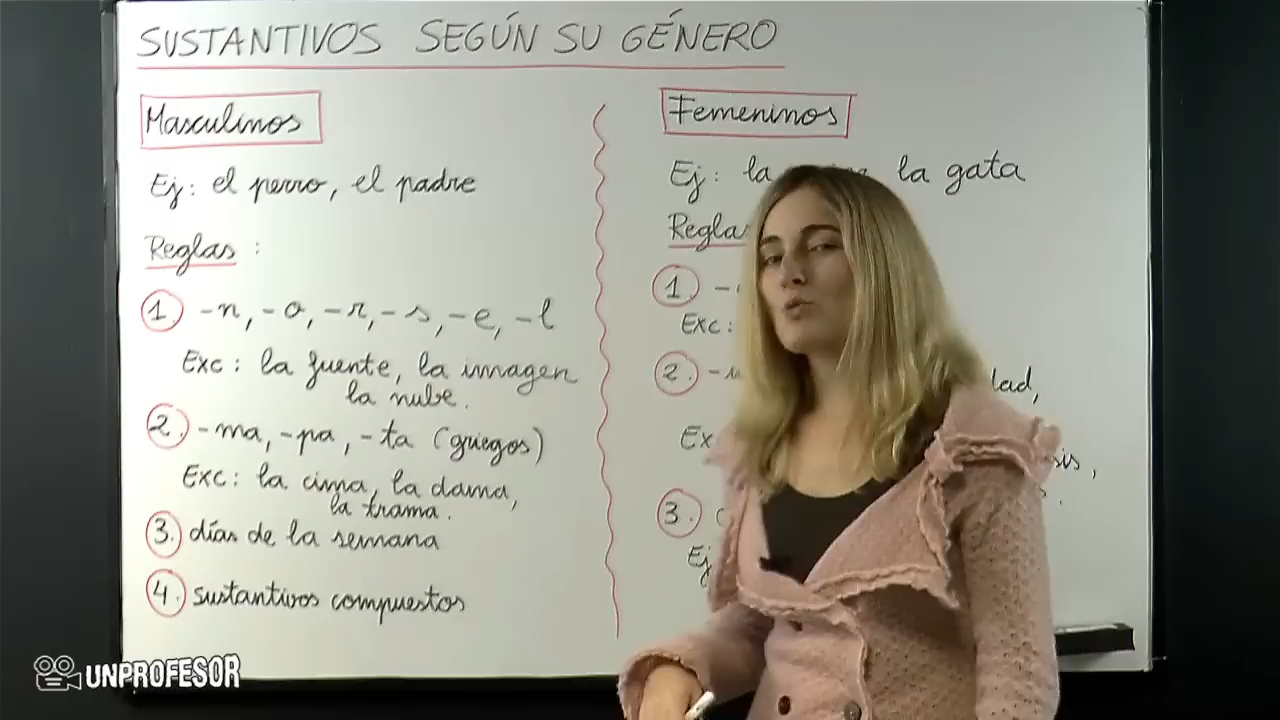 SUSTANTIVOS SEGÚN SU GÉNERO
Masculinos
Ej: el perro, el padre
Reglas:
1. -n, -o, -r, -s, -e, -l
Exc: la fuente, la imagen
la nube.
2. -ma, -pa, -ta (griegos)
Exc: la cima, la dama,
la trama.
3. días de la semana
4. sustantivos compuestos
Femeninos
Ej: la la gata
Regla
1. -
Exc:
2. -
3.
Ej
UNPROFESOR